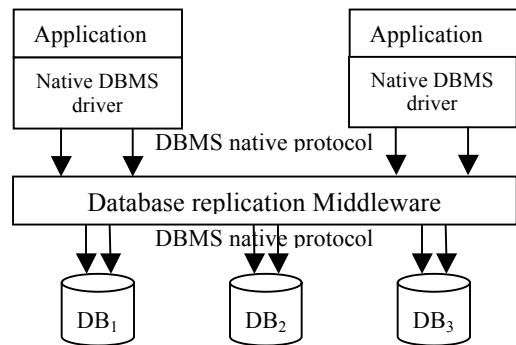 Application
Application
Native DBMS
driver
Native DBMS
driver
DBMS native protocol
Database replication Middleware
DBMS native protocol
DB₁
DB₂
DB₃